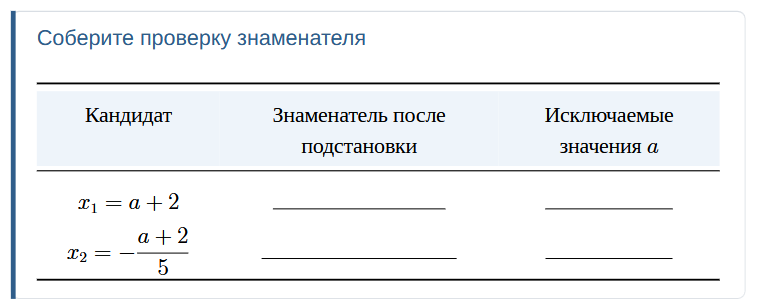 Соберите проверку знаменателя
Кандидат Знаменатель после подстановки Исключаемые значения a
x₁ = a + 2
x₂ = −(a + 2)/5